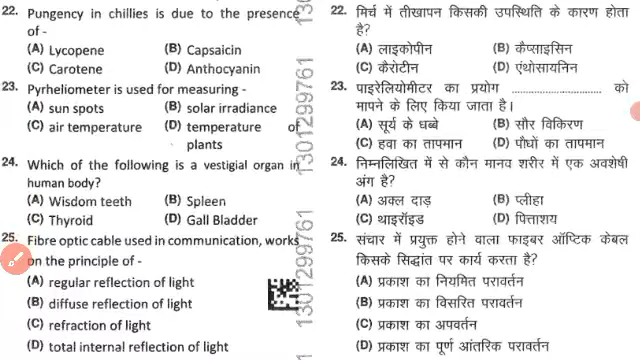 22. Pungency in chillies is due to the presence
of -
(A) Lycopene (B) Capsaicin
(C) Carotene (D) Anthocyanin
23. Pyrheliometer is used for measuring -
(A) sun spots (B) solar irradiance
(C) air temperature (D) temperature of
plants
24. Which of the following is a vestigial organ in
human body?
(A) Wisdom teeth (B) Spleen
(C) Thyroid (D) Gall Bladder
25. Fibre optic cable used in communication, works
on the principle of -
(A) regular reflection of light
(B) diffuse reflection of light
(C) refraction of light
(D) total internal reflection of light
1301299761
1301299761
22. मिर्च में तीखापन किसकी उपस्थिति के कारण होता
है?
(A) लाइकोपीन (B) कैप्साइसिन
(C) कैरोटीन (D) एंथोसायनिन
23. पाइरेलियोमीटर का प्रयोग ........................ को
मापने के लिए किया जाता है।
(A) सूर्य के धब्बे (B) सौर विकिरण
(C) हवा का तापमान (D) पौधों का तापमान
24. निम्नलिखित में से कौन मानव शरीर में एक अवशेषी
अंग है?
(A) अक्ल दाड़ (B) प्लीहा
(C) थाइरॉइड (D) पित्ताशय
25. संचार में प्रयुक्त होने वाला फाइबर ऑप्टिक केबल
किसके सिद्धांत पर कार्य करता है?
(A) प्रकाश का नियमित परावर्तन
(B) प्रकाश का विसरित परावर्तन
(C) प्रकाश का अपवर्तन
(D) प्रकाश का पूर्ण आंतरिक परावर्तन